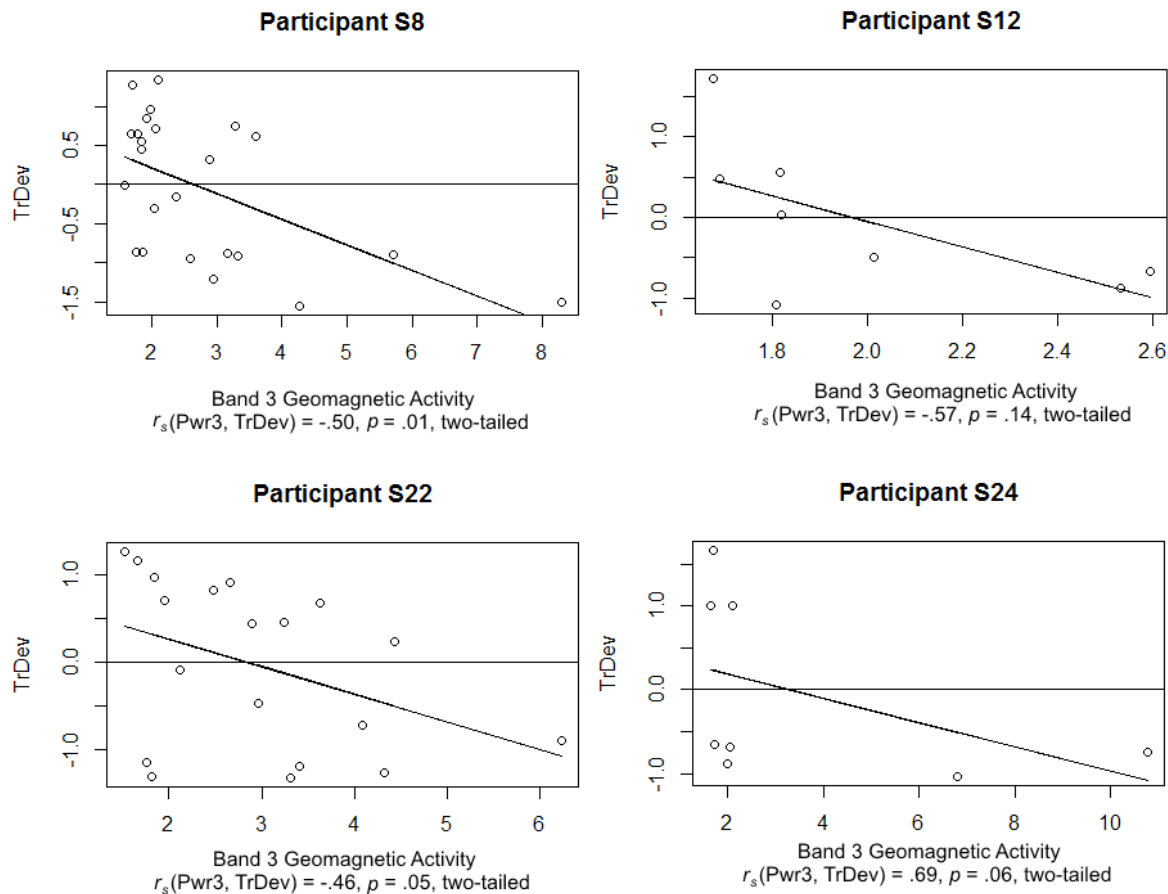 Participant S8
TrDev
0.5
-0.5
-1.5
2 3 4 5 6 7 8
Band 3 Geomagnetic Activity
rₛ(Pwr3, TrDev) = -.50, p = .01, two-tailed
Participant S12
TrDev
1.0
0.0
-1.0
1.8 2.0 2.2 2.4 2.6
Band 3 Geomagnetic Activity
rₛ(Pwr3, TrDev) = -.57, p = .14, two-tailed
Participant S22
TrDev
1.0
0.0
-1.0
2 3 4 5 6
Band 3 Geomagnetic Activity
rₛ(Pwr3, TrDev) = -.46, p = .05, two-tailed
Participant S24
TrDev
1.0
0.0
-1.0
2 4 6 8 10
Band 3 Geomagnetic Activity
rₛ(Pwr3, TrDev) = .69, p = .06, two-tailed